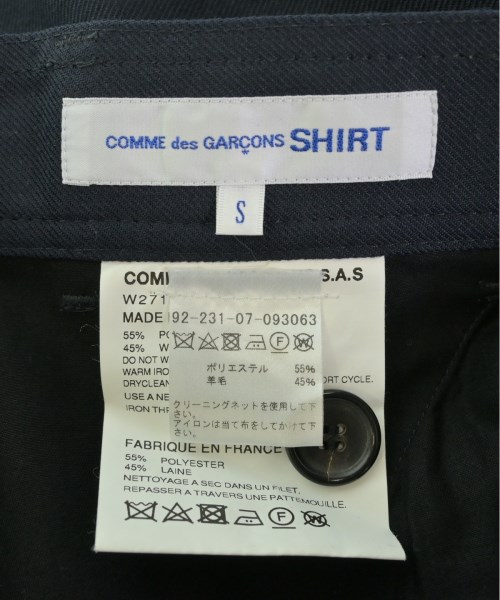 COMME des GARÇONS SHIRT
S
S.A.S
W271
MADE
92-231-07-093063
55%
45%
DO NOT
WARM IRO
CYCLE.
DRYCLEAN
USE A NE
IRON
ポリエステル 55%
羊毛 45%
クリーニングネットを使用して下
さい。
アイロンは当て布をしてかけて下
さい。
FABRIQUE EN FRANCE
55% POLYESTER
45% LAINE
NETTOYAGE A SEC DANS UN FILET.
REPASSER A TRAVERS UNE PATTEMOUILLE.